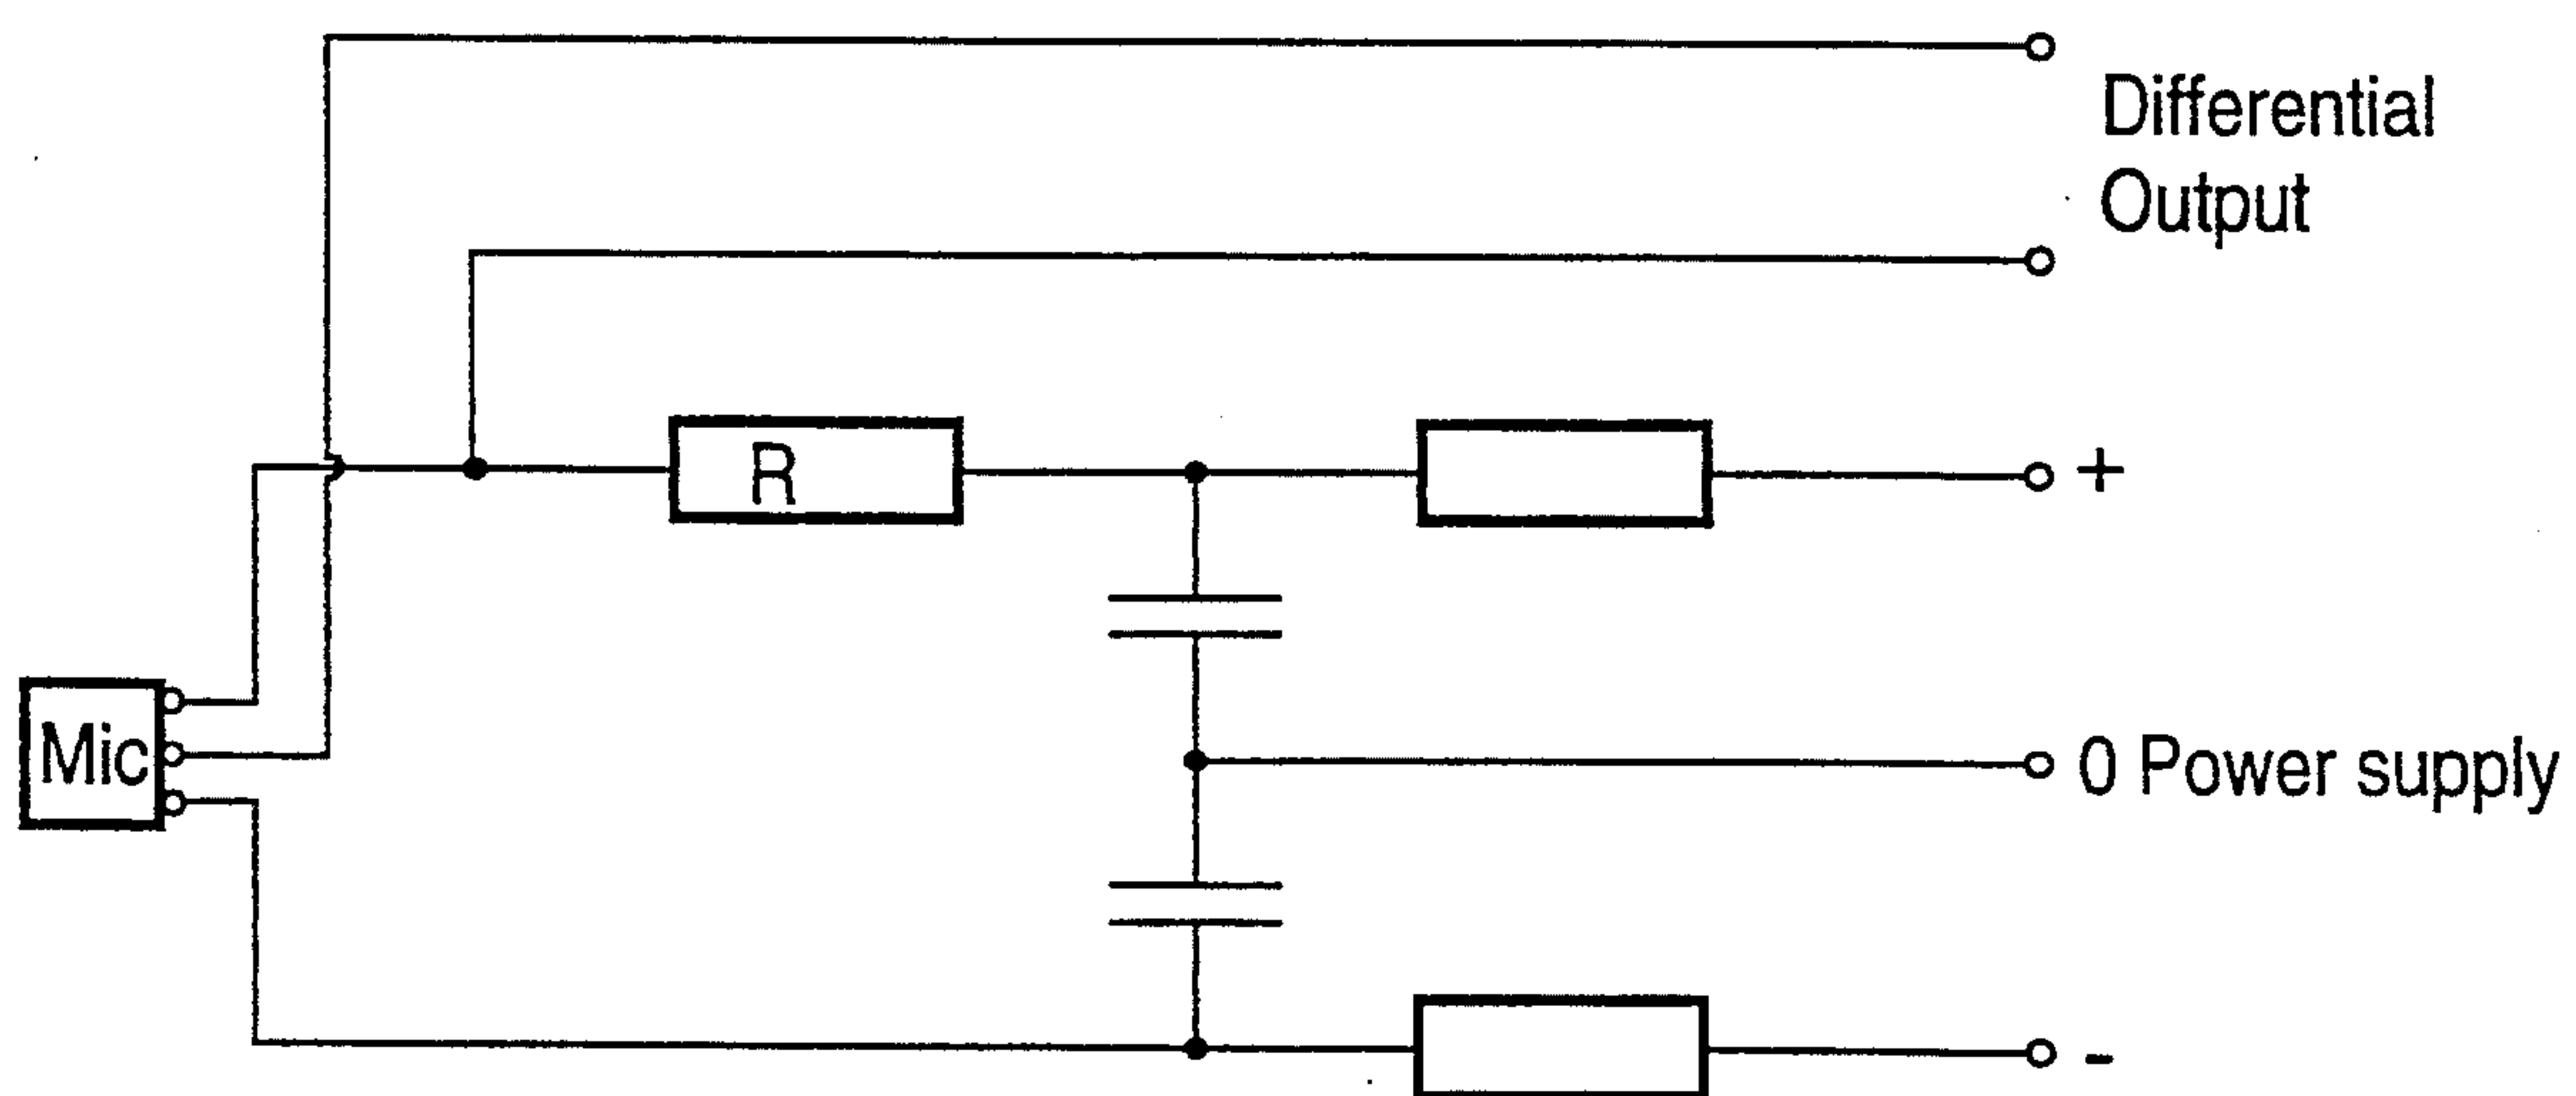 Differential
Output
R
+
Mic
0 Power supply
-